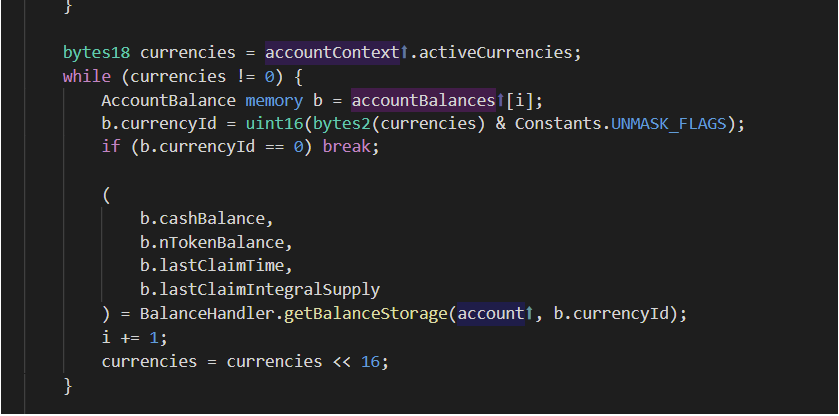 }
bytes18 currencies = accountContext↑.activeCurrencies;
while (currencies != 0) {
AccountBalance memory b = accountBalances↑[i];
b.currencyId = uint16(bytes2(currencies) & Constants.UNMASK_FLAGS);
if (b.currencyId == 0) break;
(
b.cashBalance,
b.nTokenBalance,
b.lastClaimTime,
b.lastClaimIntegralSupply
) = BalanceHandler.getBalanceStorage(account↑, b.currencyId);
i += 1;
currencies = currencies << 16;
}